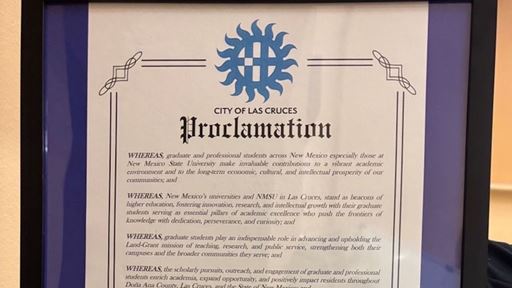 CITY OF LAS CRUCES
Proclamation
WHEREAS, graduate and professional students across New Mexico especially those at
New Mexico State University make invaluable contributions to a vibrant academic
environment and to the long-term economic, cultural, and intellectual prosperity of our
communities; and
WHEREAS, New Mexico's universities and NMSU in Las Cruces, stand as beacons of
higher education, fostering innovation, research, and intellectual growth with their graduate
students serving as essential pillars of academic excellence who push the frontiers of
knowledge with dedication, perseverance, and curiosity; and
WHEREAS, graduate students play an indispensable role in advancing and upholding the
Land-Grant mission of teaching, research, and public service, strengthening both their
campuses and the broader communities they serve; and
WHEREAS, the scholarly pursuits, outreach, and engagement of graduate and professional
students enrich academia, expand opportunity, and positively impact residents throughout
Doña Ana County, Las Cruces, and the State of New Mexico; and